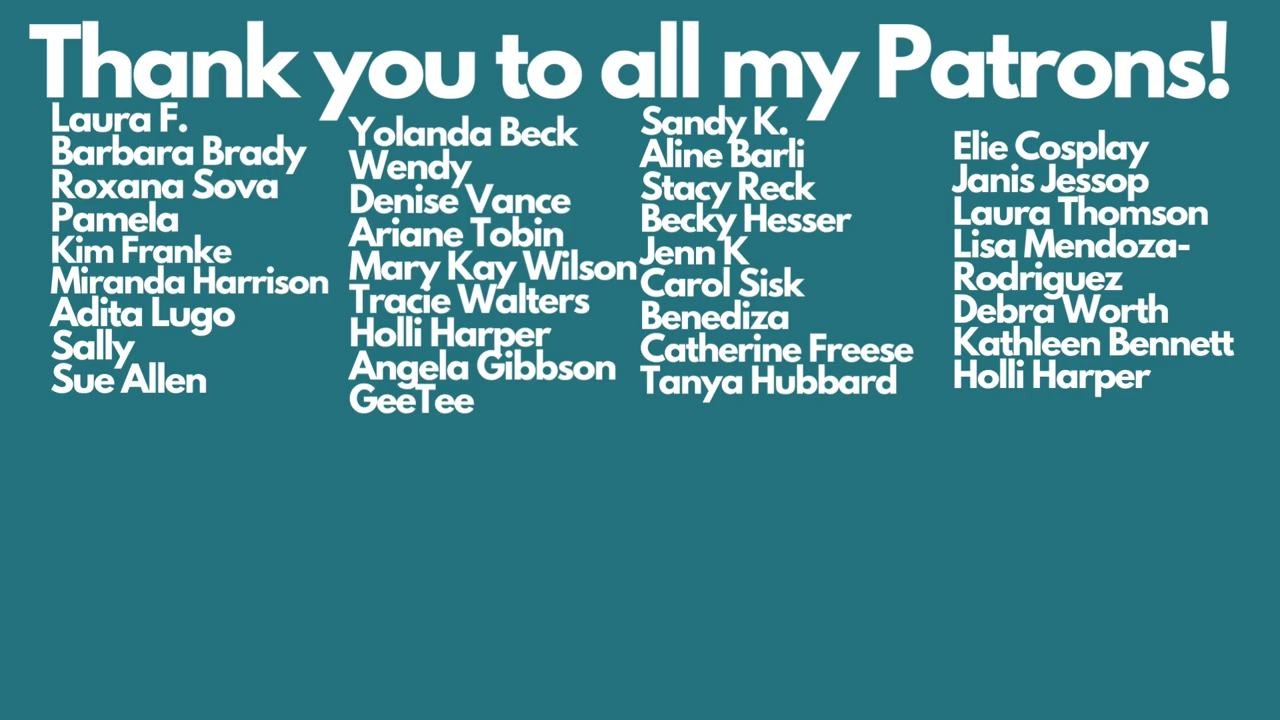 Thank you to all my Patrons!
Laura F.
Barbara Brady
Roxana Sova
Pamela
Kim Franke
Miranda Harrison
Adita Lugo
Sally
Sue Allen
Yolanda Beck
Wendy
Denise Vance
Ariane Tobin
Mary Kay Wilson
Tracie Walters
Holli Harper
Angela Gibbson
GeeTee
Sandy K.
Aline Barli
Stacy Reck
Becky Hesser
Jenn K
Carol Sisk
Benediza
Catherine Freese
Tanya Hubbard
Elie Cosplay
Janis Jessop
Laura Thomson
Lisa Mendoza-
Rodriguez
Debra Worth
Kathleen Bennett
Holli Harper